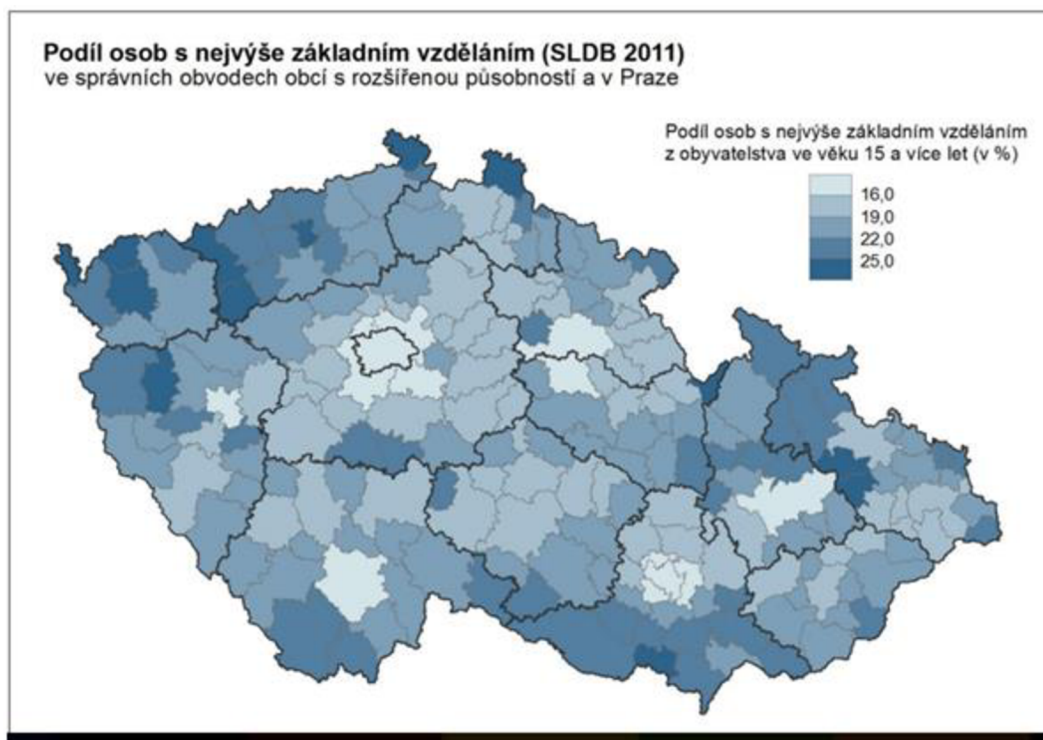 Podíl osob s nejvýše základním vzděláním (SLDB 2011)
ve správních obvodech obcí s rozšířenou působností a v Praze
Podíl osob s nejvýše základním vzděláním
z obyvatelstva ve věku 15 a více let (v %)
16,0
19,0
22,0
25,0